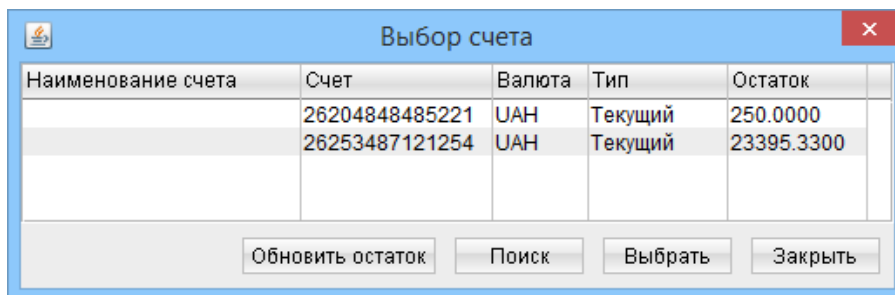 Выбор счета
Наименование счета Счет Валюта Тип Остаток
26204848485221 UAH Текущий 250.0000
26253487121254 UAH Текущий 23395.3300
Обновить остаток Поиск Выбрать Закрыть